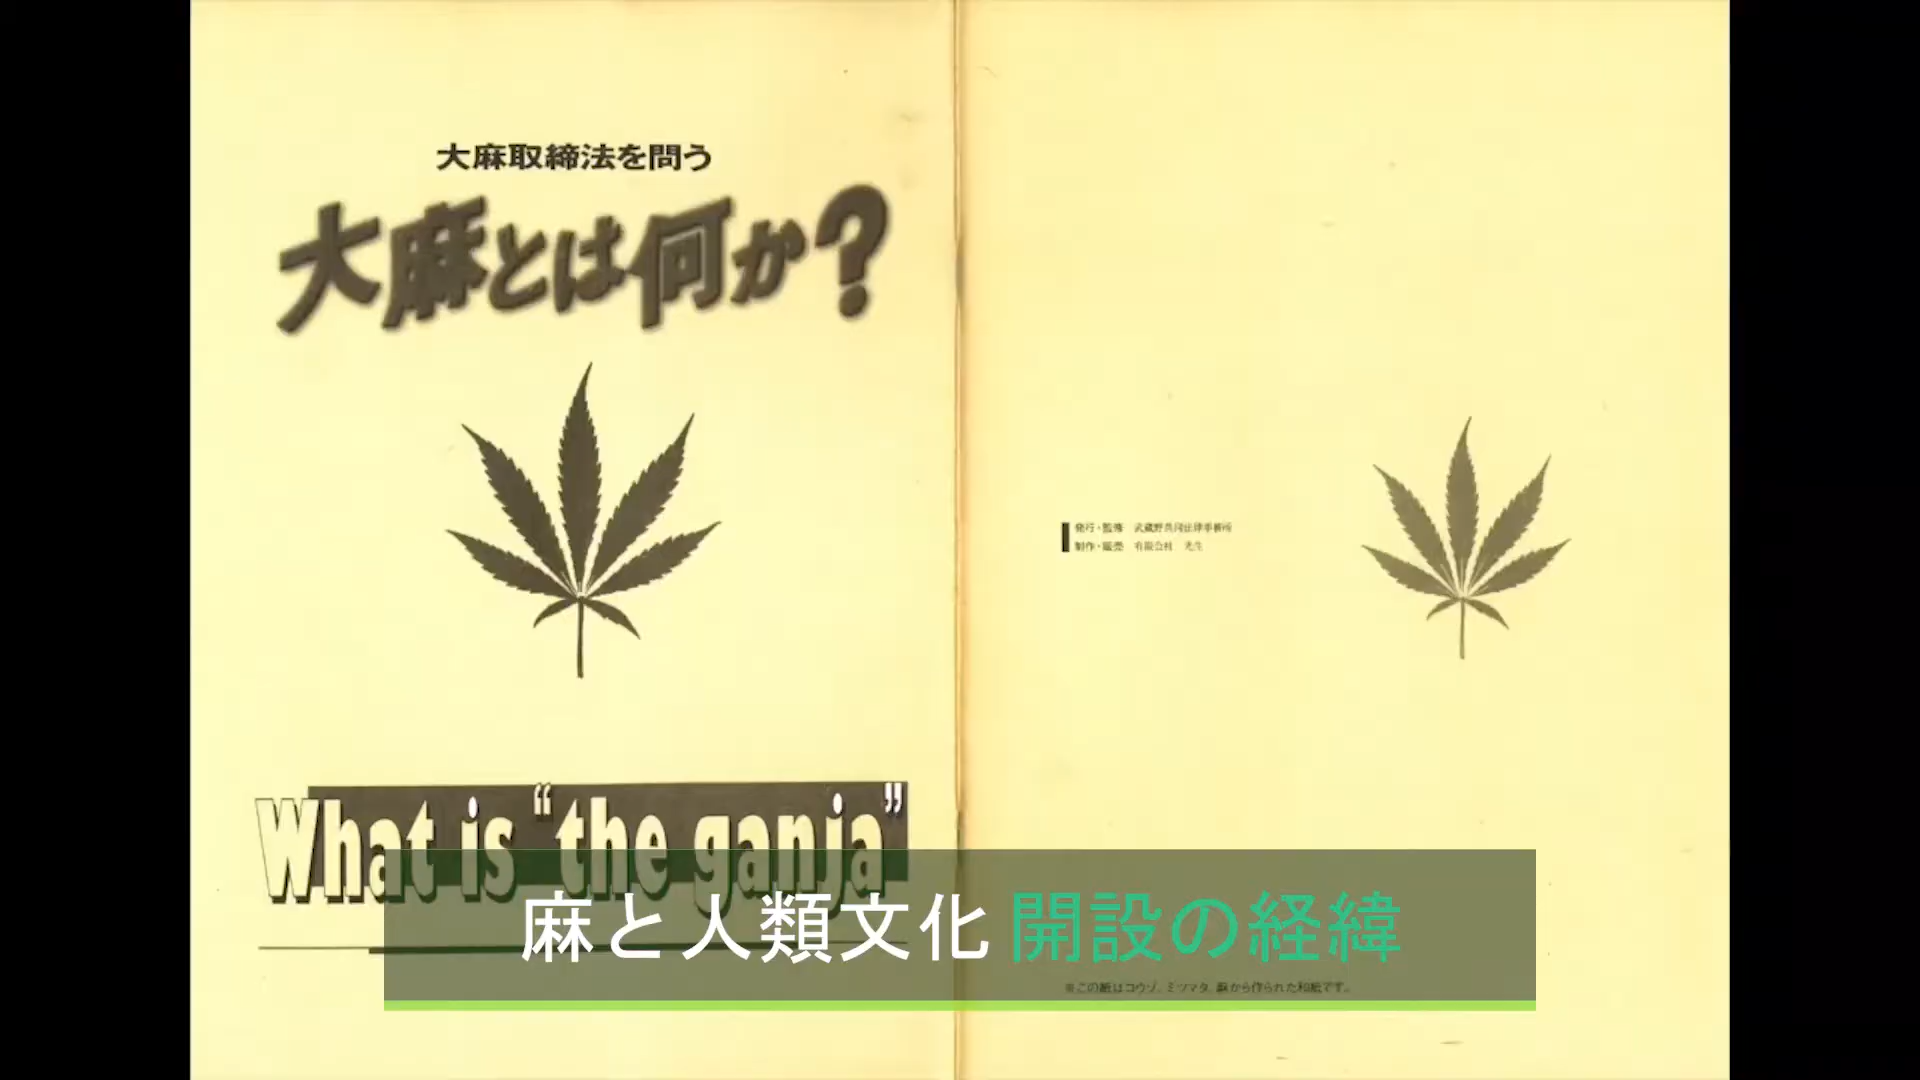 大麻取締法を問う
大麻とは何か?
What is “the ganja”
発行・監修 武蔵野共同法律事務所
制作・販売 有限会社 光生
麻と人類文化 開設の経緯
※この紙はコウゾ、ミツマタ、麻から作られた和紙です。